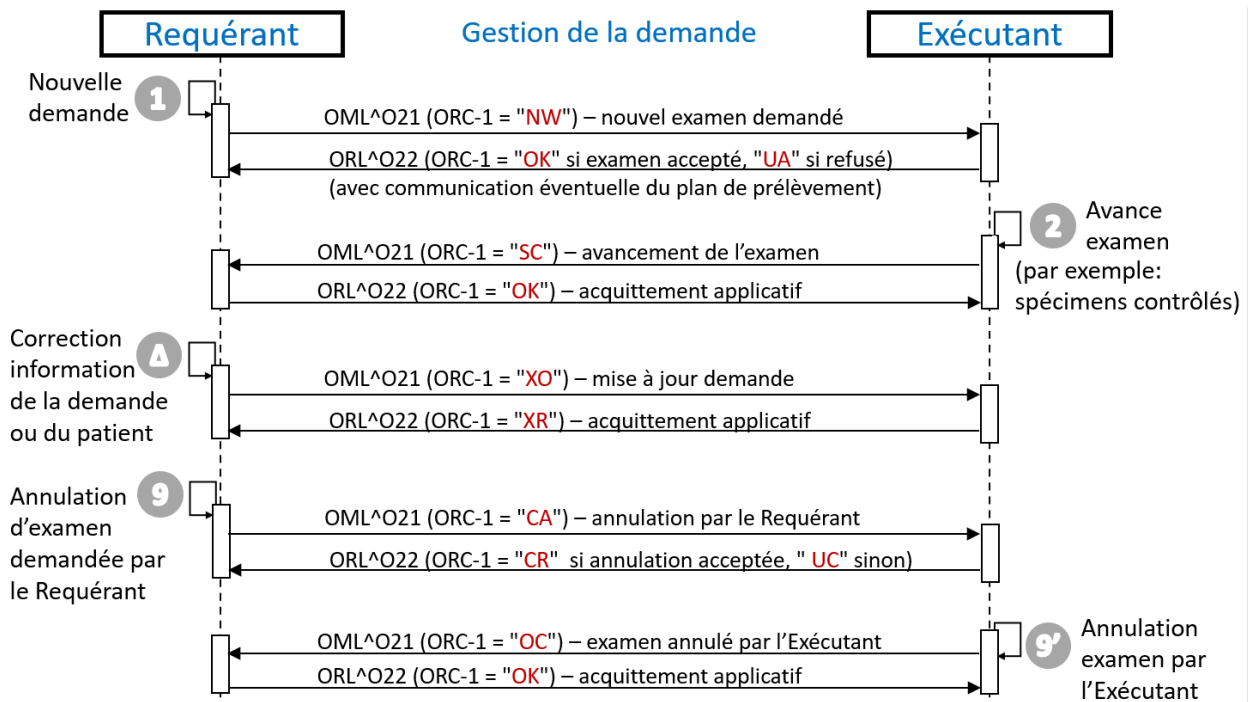 Requérant
Gestion de la demande
Exécutant
Nouvelle
demande
1
OML^O21 (ORC-1 = "NW") – nouvel examen demandé
ORL^O22 (ORC-1 = "OK" si examen accepté, "UA" si refusé)
(avec communication éventuelle du plan de prélèvement)
2
Avance
examen
(par exemple:
spécimens contrôlés)
OML^O21 (ORC-1 = "SC") – avancement de l’examen
ORL^O22 (ORC-1 = "OK") – acquittement applicatif
Correction
information
de la demande
ou du patient
Δ
OML^O21 (ORC-1 = "XO") – mise à jour demande
ORL^O22 (ORC-1 = "XR") – acquittement applicatif
Annulation
d’examen
demandée par
le Requérant
9
OML^O21 (ORC-1 = "CA") – annulation par le Requérant
ORL^O22 (ORC-1 = "CR" si annulation acceptée, " UC" sinon)
OML^O21 (ORC-1 = "OC") – examen annulé par l’Exécutant
ORL^O22 (ORC-1 = "OK") – acquittement applicatif
9’
Annulation
examen par
l’Exécutant